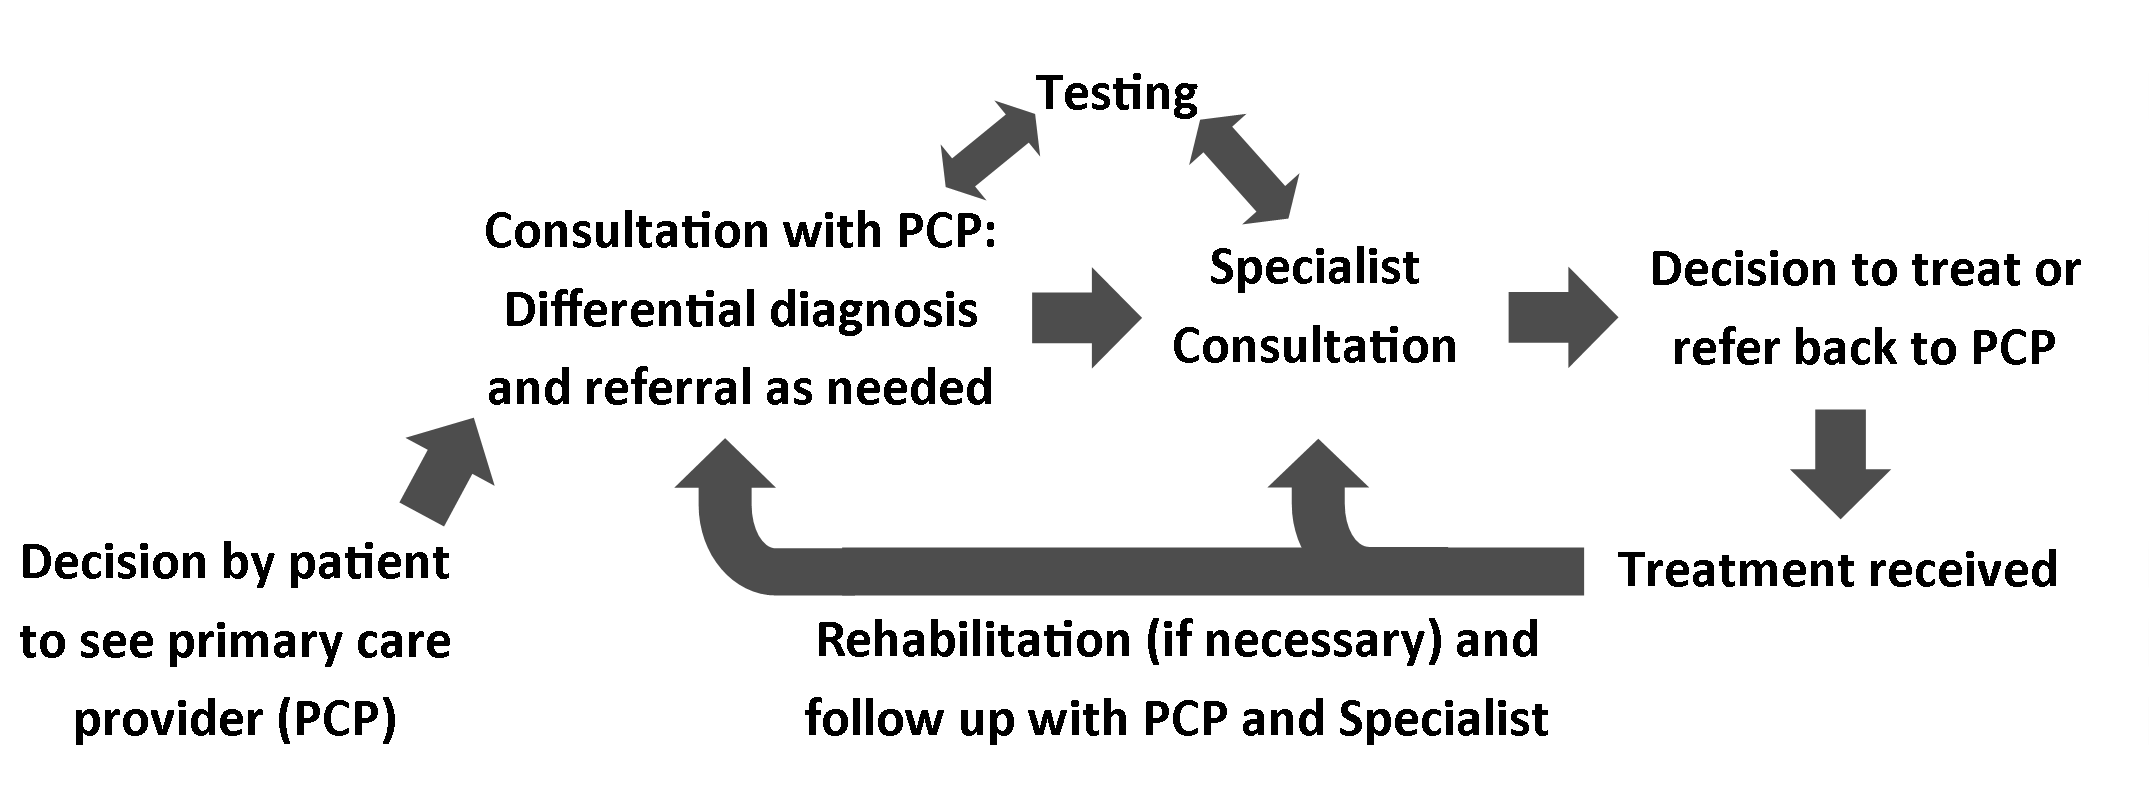 Testing
Consultation with PCP:
Differential diagnosis
and referral as needed
Specialist
Consultation
Decision to treat or
refer back to PCP
Decision by patient
to see primary care
provider (PCP)
Treatment received
Rehabilitation (if necessary) and
follow up with PCP and Specialist